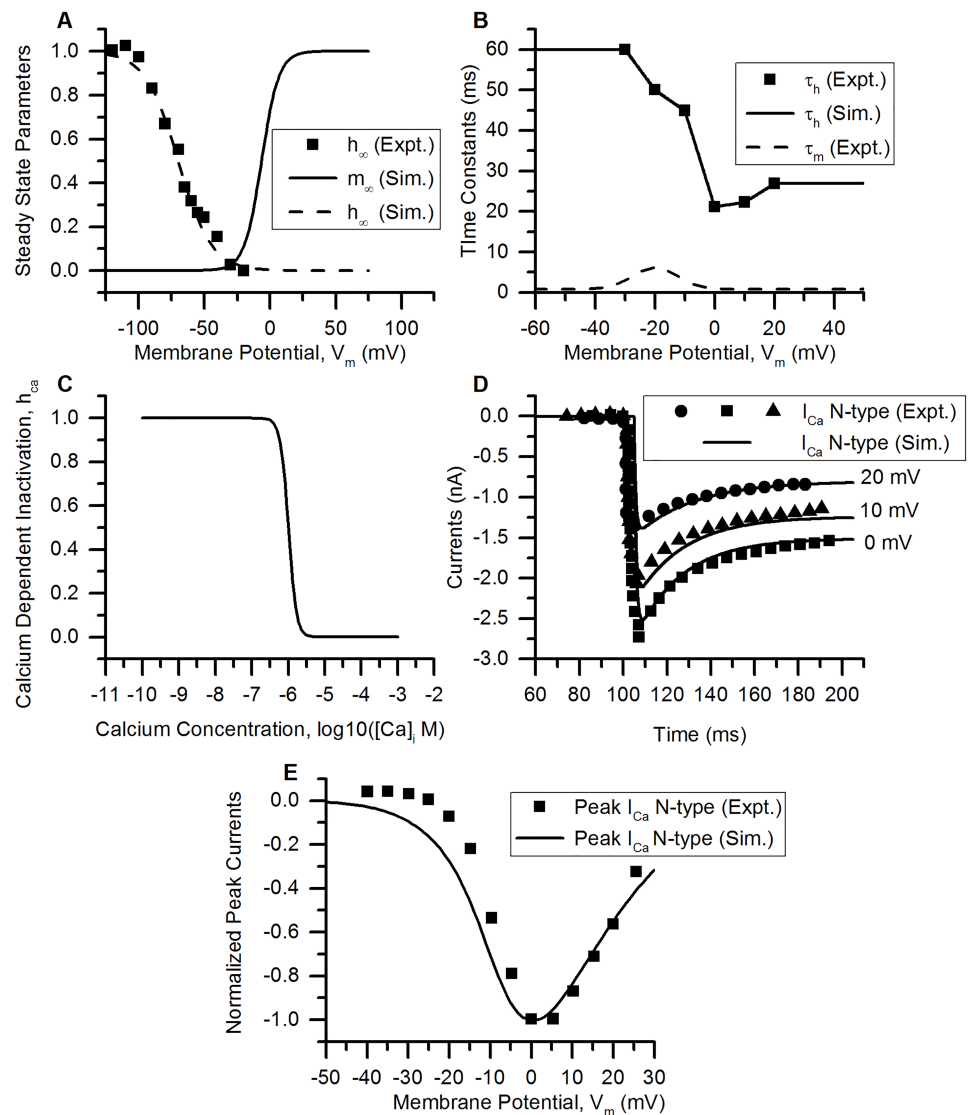 A
1.0
0.8
0.6
0.4
0.2
0.0
Steady State Parameters
h∞ (Expt.)
m∞ (Sim.)
h∞ (Sim.)
-100 -50 0 50 100
Membrane Potential, Vm (mV)
B
60
50
40
30
20
10
0
TIme Constants (ms)
τh (Expt.)
τh (Sim.)
τm (Expt.)
-60 -40 -20 0 20 40
Membrane Potential, Vm (mV)
C
1.0
0.8
0.6
0.4
0.2
0.0
Calcium Dependent Inactivation, hca
-11 -10 -9 -8 -7 -6 -5 -4 -3 -2
Calcium Concentration, log10([Ca]i M)
D
0.0
-0.5
-1.0
-1.5
-2.0
-2.5
-3.0
Currents (nA)
ICa N-type (Expt.)
ICa N-type (Sim.)
20 mV
10 mV
0 mV
60 80 100 120 140 160 180 200
Time (ms)
E
0.0
-0.2
-0.4
-0.6
-0.8
-1.0
Normalized Peak Currents
Peak ICa N-type (Expt.)
Peak ICa N-type (Sim.)
-50 -40 -30 -20 -10 0 10 20 30
Membrane Potential, Vm (mV)